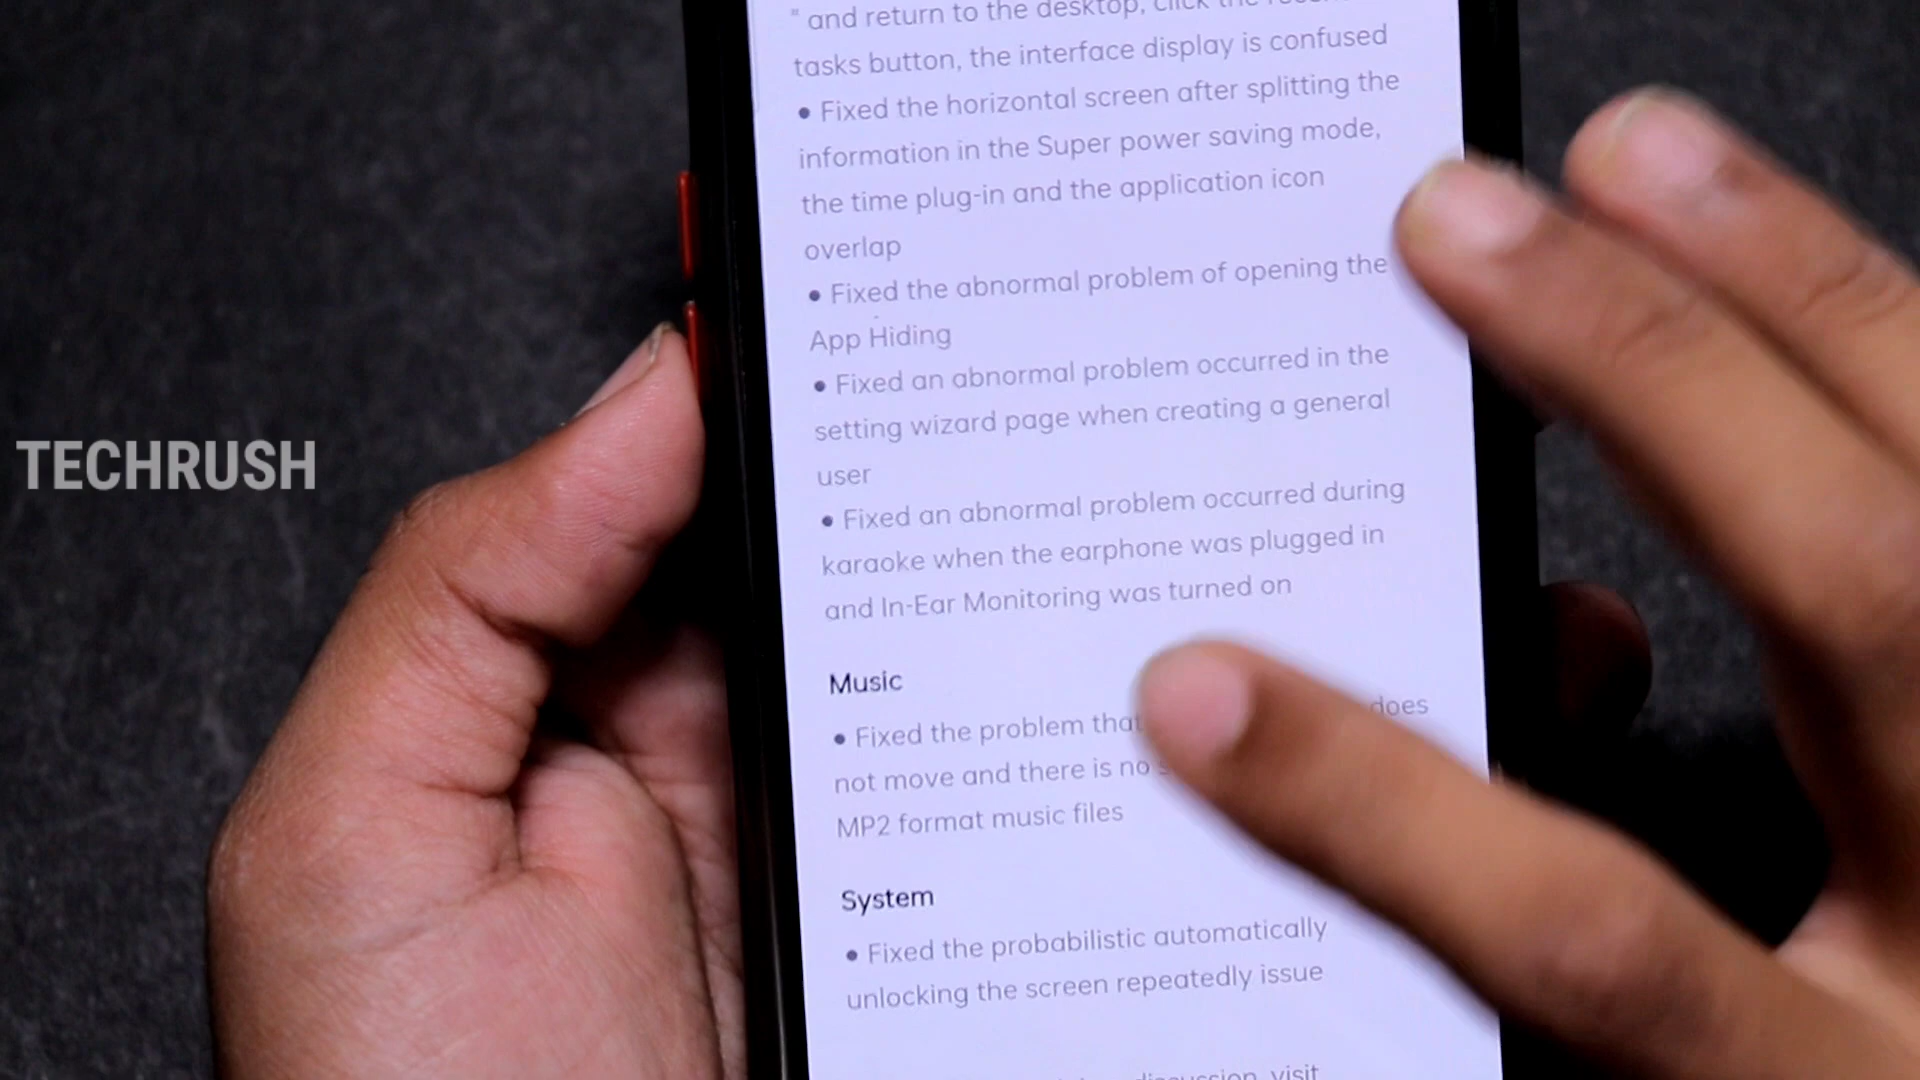 " and return to the desktop, click the
tasks button, the interface display is confused
• Fixed the horizontal screen after splitting the
information in the Super power saving mode,
the time plug-in and the application icon
overlap
• Fixed the abnormal problem of opening the
App Hiding
• Fixed an abnormal problem occurred in the
setting wizard page when creating a general
user
• Fixed an abnormal problem occurred during
karaoke when the earphone was plugged in
and In-Ear Monitoring was turned on
TECHRUSH
Music
• Fixed the problem that does
not move and there is no
MP2 format music files
System
• Fixed the probabilistic automatically
unlocking the screen repeatedly issue
discussion, visit